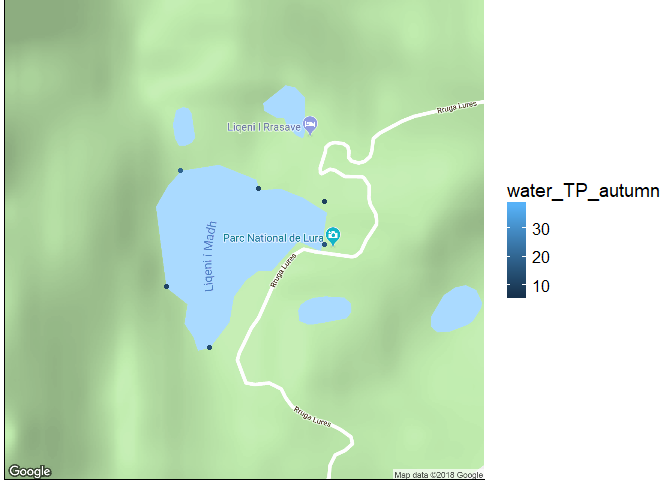 Rruga Lures
Liqeni I Rrasave
Parc National de Lura
Liqeni i Madh
Rruga Lures
Rruga Lures
Google
Map data ©2018 Google
water_TP_autumn
30
20
10